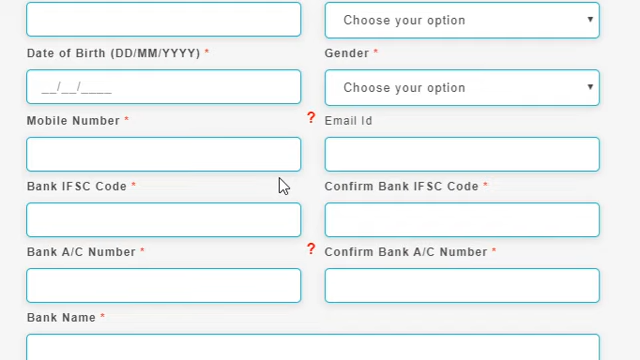 Choose your option
Date of Birth (DD/MM/YYYY) * Gender *
__/__/____ Choose your option
Mobile Number * ? Email Id
Bank IFSC Code * Confirm Bank IFSC Code *
Bank A/C Number * ? Confirm Bank A/C Number *
Bank Name *